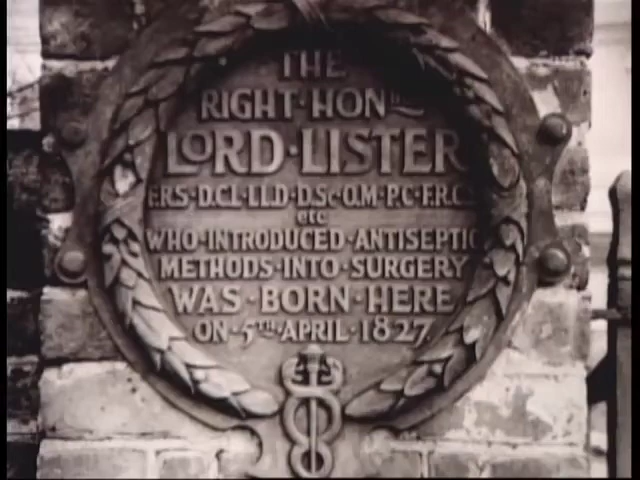 THE
RIGHT·HONBLE
LORD·LISTER
F.R.S·D.C.L·LL.D·D.Sc·O.M·P.C·F.R.C.S
etc
WHO·INTRODUCED·ANTISEPTIC
METHODS·INTO·SURGERY
WAS·BORN·HERE
ON·5TH·APRIL·1827.